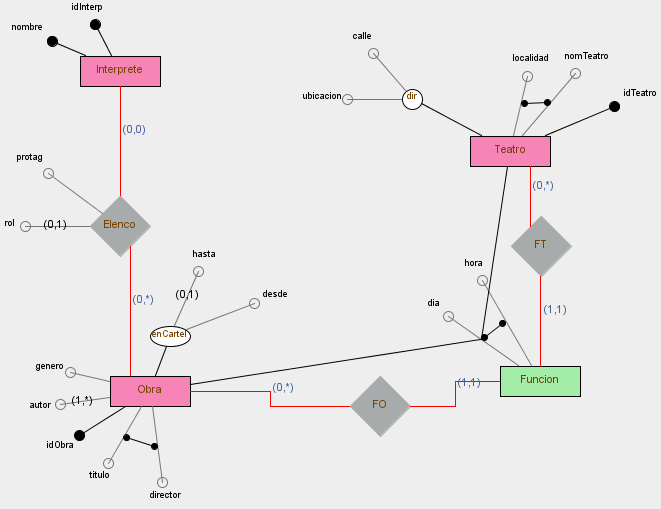 idInterp
nombre
Interprete
(0,0)
calle
localidad
nomTeatro
ubicacion
dir
idTeatro
Teatro
(0,*)
protag
rol
(0,1)
Elenco
FT
hasta
hora
(0,1)
desde
(0,*)
dia
(1,1)
enCartel
genero
Obra
(0,*)
(1,1)
Funcion
autor
(1,*)
FO
idObra
titulo
director